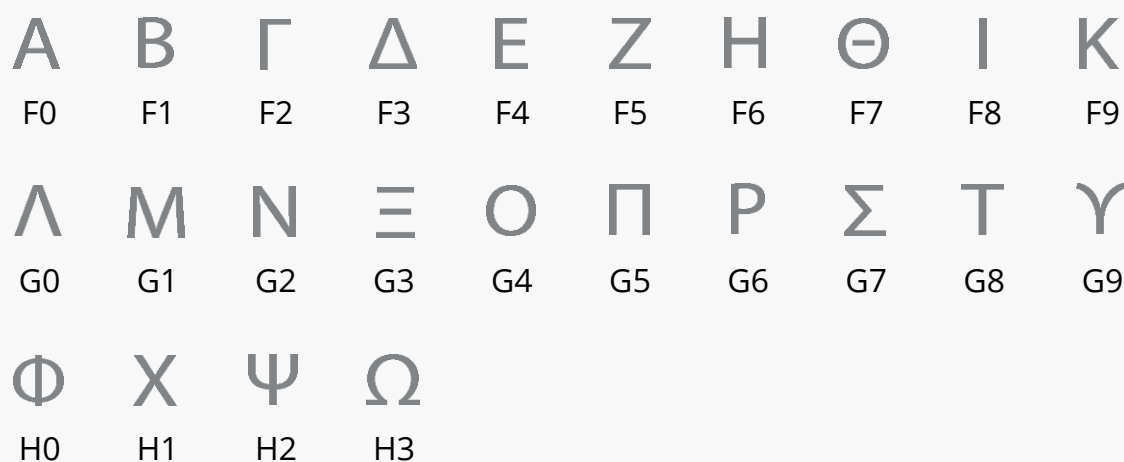 Α Β Γ Δ Ε Ζ Η Θ Ι Κ
F0 F1 F2 F3 F4 F5 F6 F7 F8 F9
Λ Μ Ν Ξ Ο Π Ρ Σ Τ ϒ
G0 G1 G2 G3 G4 G5 G6 G7 G8 G9
Φ Χ Ψ Ω
H0 H1 H2 H3